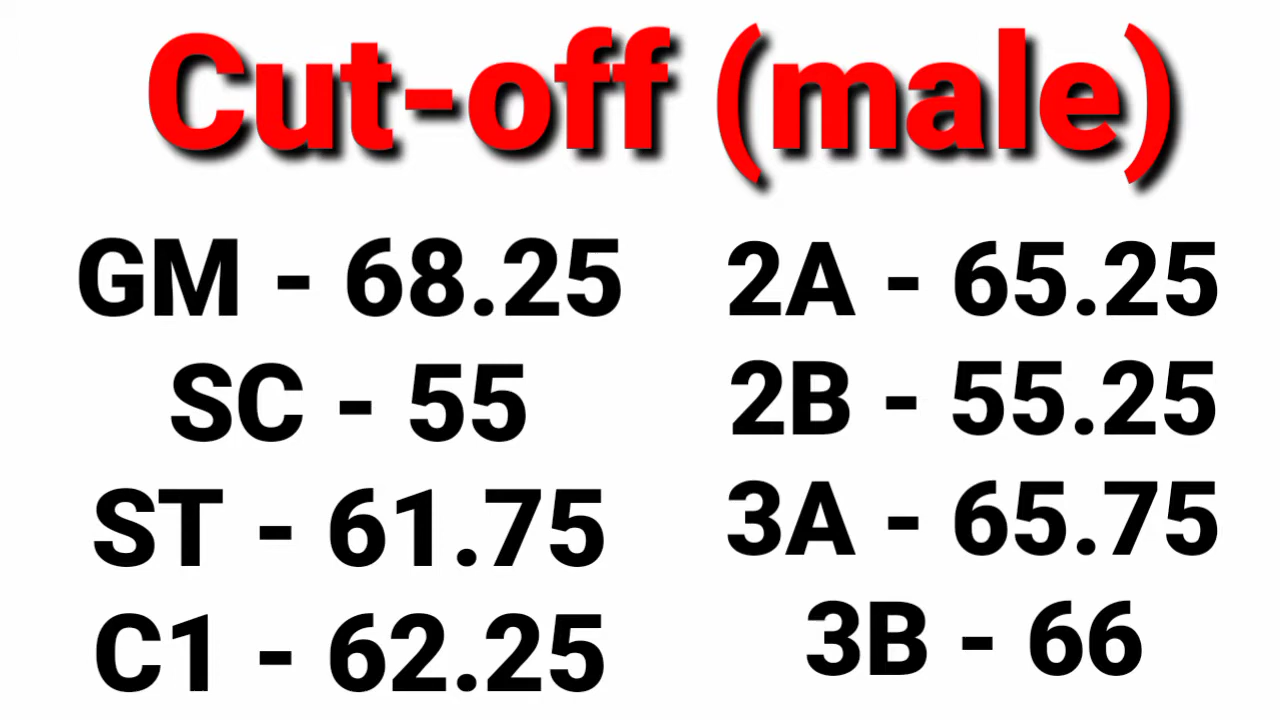 Cut-off (male)
GM - 68.25
SC - 55
ST - 61.75
C1 - 62.25
2A - 65.25
2B - 55.25
3A - 65.75
3B - 66